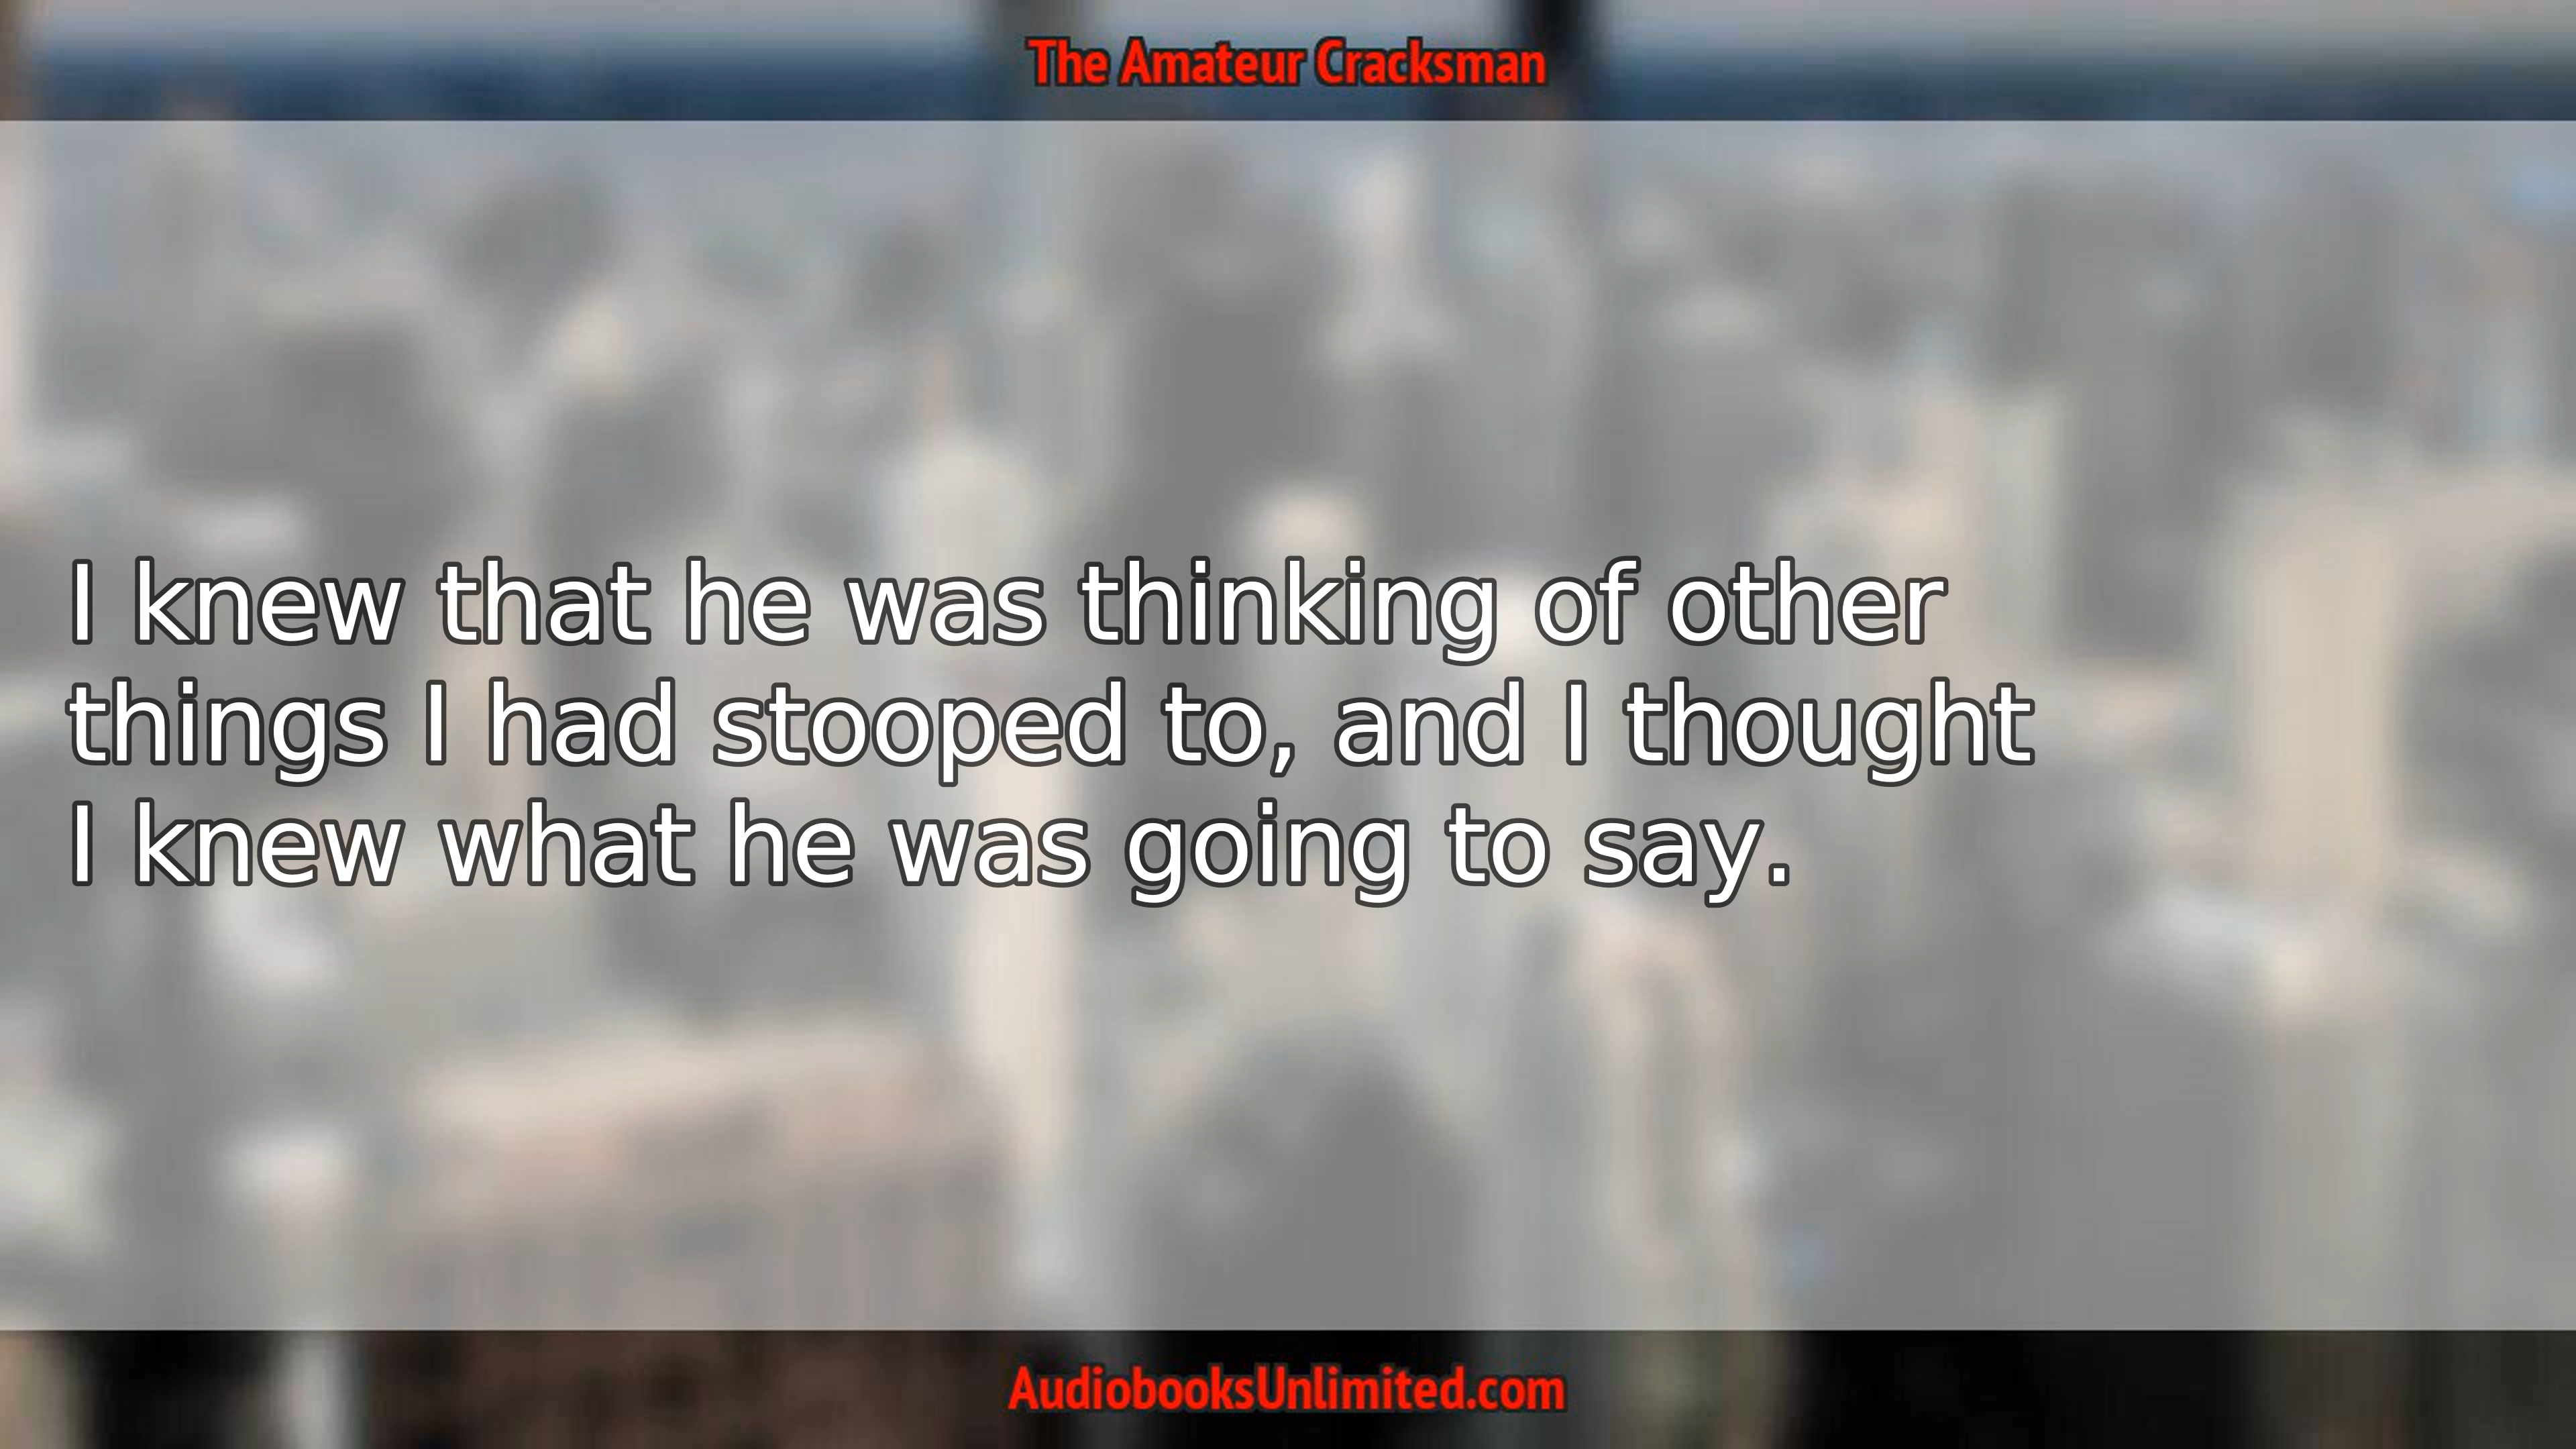 The Amateur Cracksman
I knew that he was thinking of other
things I had stooped to, and I thought
I knew what he was going to say.
AudiobooksUnlimited.com